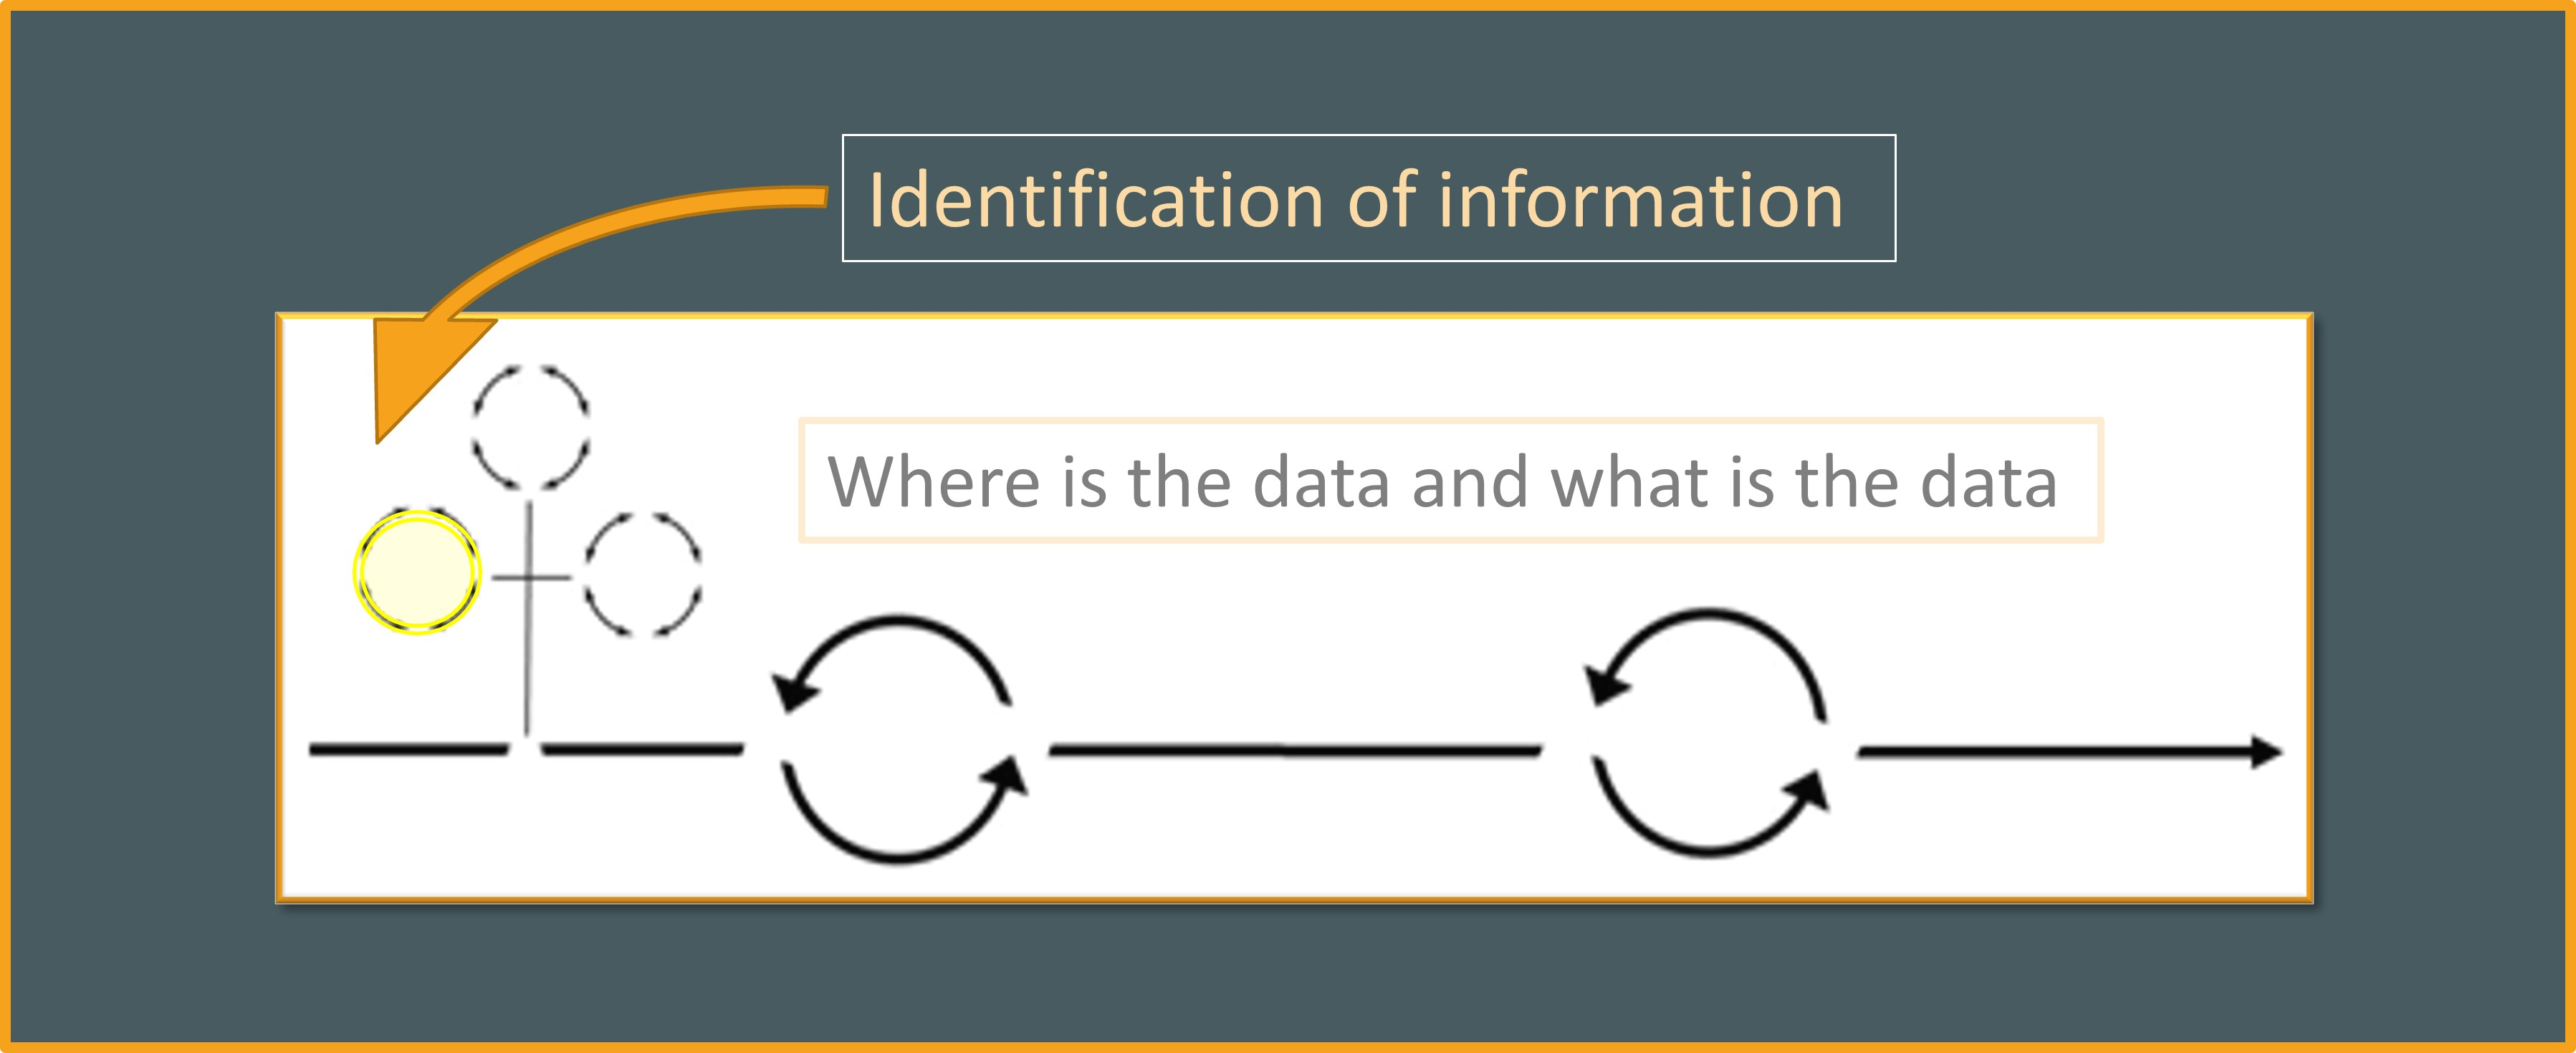 Identification of information
Where is the data and what is the data